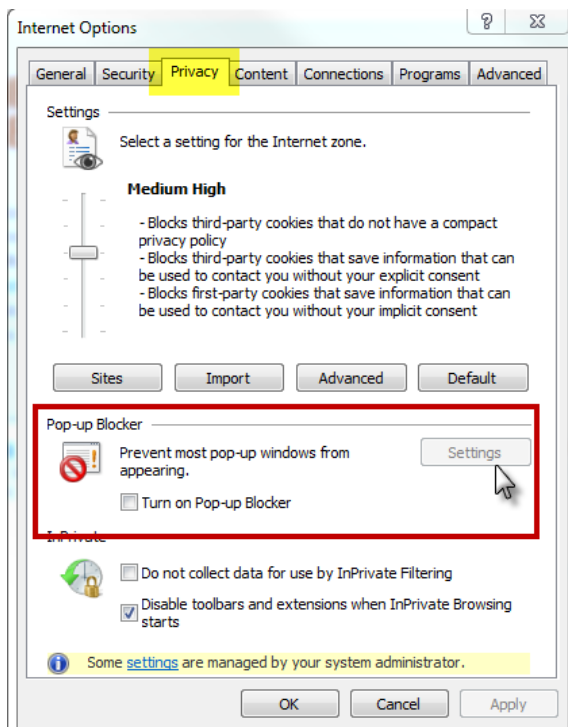 Internet Options
General Security Privacy Content Connections Programs Advanced
Settings
Select a setting for the Internet zone.
Medium High
- Blocks third-party cookies that do not have a compact
privacy policy
- Blocks third-party cookies that save information that can
be used to contact you without your explicit consent
- Blocks first-party cookies that save information that can
be used to contact you without your implicit consent
Sites Import Advanced Default
Pop-up Blocker
Prevent most pop-up windows from
appearing.
Settings
Turn on Pop-up Blocker
InPrivate
Do not collect data for use by InPrivate Filtering
Disable toolbars and extensions when InPrivate Browsing
starts
Some settings are managed by your system administrator.
OK Cancel Apply